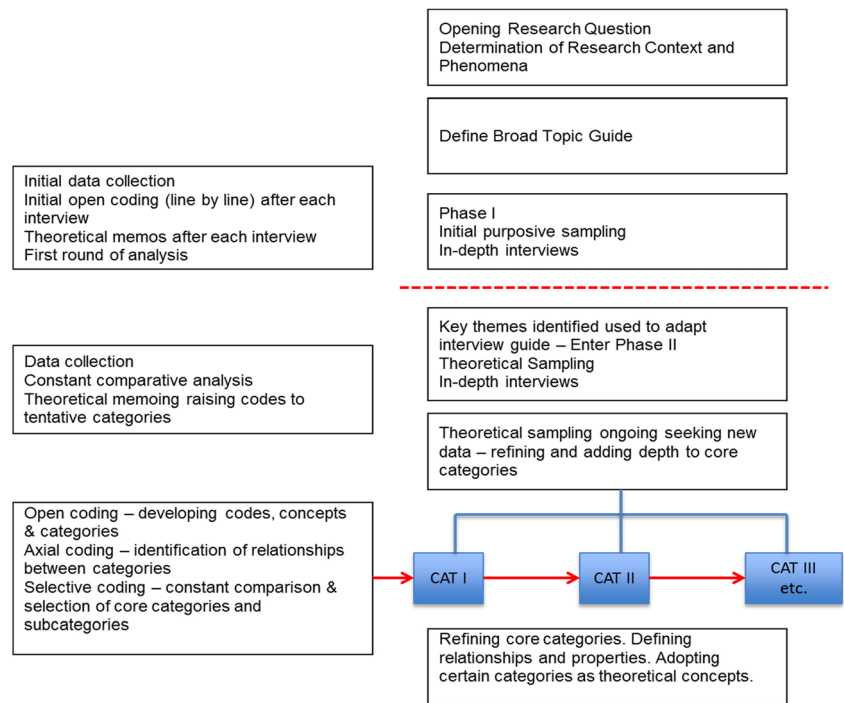 Opening Research Question
Determination of Research Context and
Phenomena
Define Broad Topic Guide
Initial data collection
Initial open coding (line by line) after each
interview
Theoretical memos after each interview
First round of analysis
Phase I
Initial purposive sampling
In-depth interviews
Key themes identified used to adapt
interview guide – Enter Phase II
Theoretical Sampling
In-depth interviews
Data collection
Constant comparative analysis
Theoretical memoing raising codes to
tentative categories
Theoretical sampling ongoing seeking new
data – refining and adding depth to core
categories
Open coding – developing codes, concepts
& categories
Axial coding – identification of relationships
between categories
Selective coding – constant comparison &
selection of core categories and
subcategories
CAT I
CAT II
CAT III
etc.
Refining core categories. Defining
relationships and properties. Adopting
certain categories as theoretical concepts.